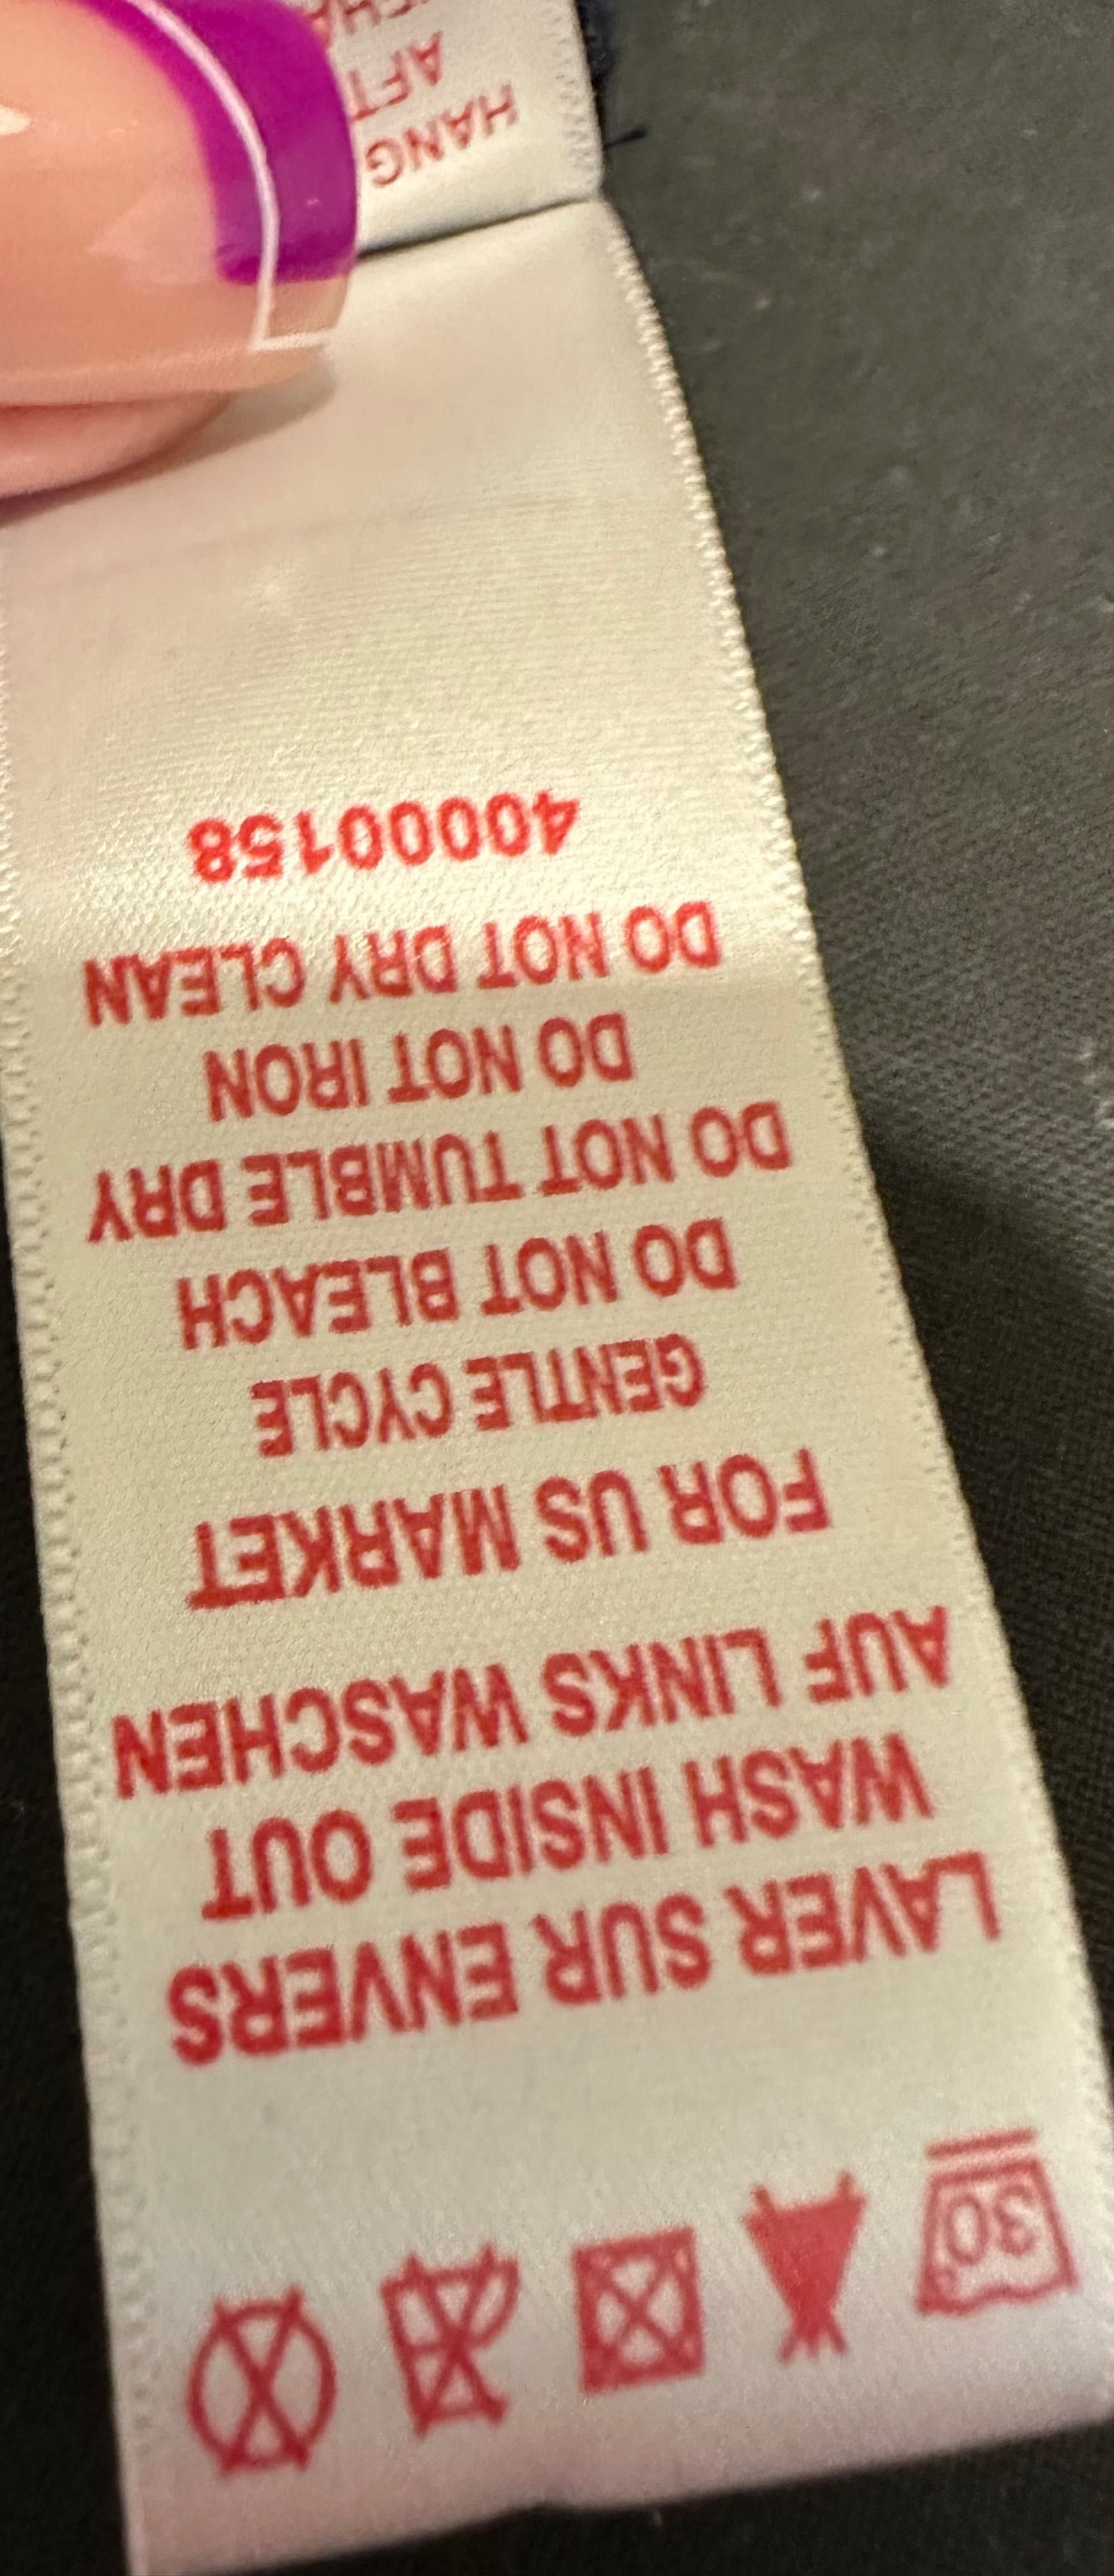 30°
LAVER SUR ENVERS
WASH INSIDE OUT
AUF LINKS WASCHEN
FOR US MARKET
GENTLE CYCLE
DO NOT BLEACH
DO NOT TUMBLE DRY
DO NOT IRON
DO NOT DRY CLEAN
40000158
HANG